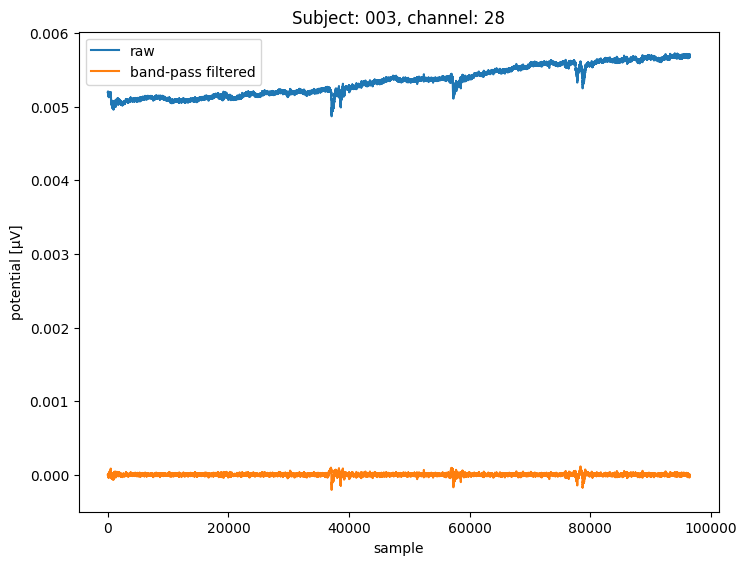 Subject: 003, channel: 28
raw
band-pass filtered
0.006
0.005
0.004
0.003
0.002
0.001
0.000
potential [µV]
0
20000
40000
60000
80000
100000
sample